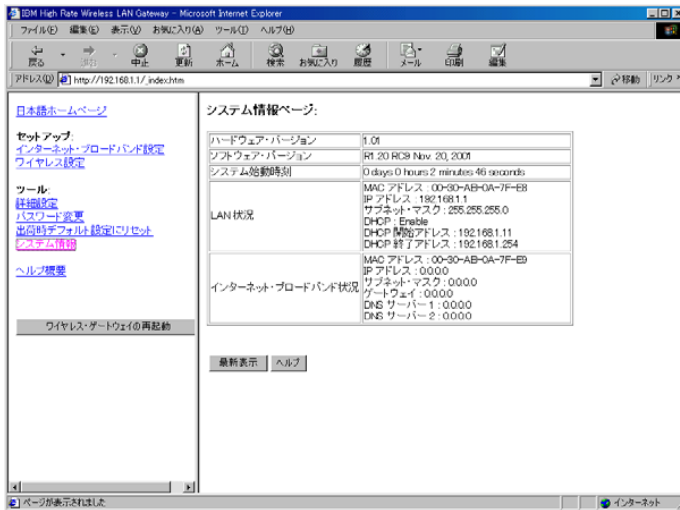 IBM High Rate Wireless LAN Gateway - Microsoft Internet Explorer
ファイル(F) 編集(E) 表示(V) お気に入り(A) ツール(T) ヘルプ(H)
戻る 進む 中止 更新 ホーム 検索 お気に入り 履歴 メール 印刷 編集
アドレス(D) http://192.168.1.1/_index.htm 移動 リンク
日本語ホームページ
セットアップ:
インターネット・ブロードバンド設定
ワイヤレス設定
ツール:
詳細設定
パスワード変更
出荷時デフォルト設定にリセット
システム情報
ヘルプ概要
ワイヤレス・ゲートウェイの再起動
システム情報ページ:
ハードウェア・バージョン 1.01
ソフトウェア・バージョン R1.20 RC9 Nov. 20, 2001
システム始動時刻 0 days 0 hours 2 minutes 46 seconds
LAN 状況
MAC アドレス : 00-30-AB-0A-7F-E8
IP アドレス : 192.168.1.1
サブネット・マスク : 255.255.255.0
DHCP : Enable
DHCP 開始アドレス : 192.168.1.11
DHCP 終了アドレス : 192.168.1.254
インターネット・ブロードバンド状況
MAC アドレス : 00-30-AB-0A-7F-E9
IP アドレス : 0.0.0.0
サブネット・マスク : 0.0.0.0
ゲートウェイ : 0.0.0.0
DNS サーバー 1 : 0.0.0.0
DNS サーバー 2 : 0.0.0.0
最新表示 ヘルプ
ページが表示されました インターネット